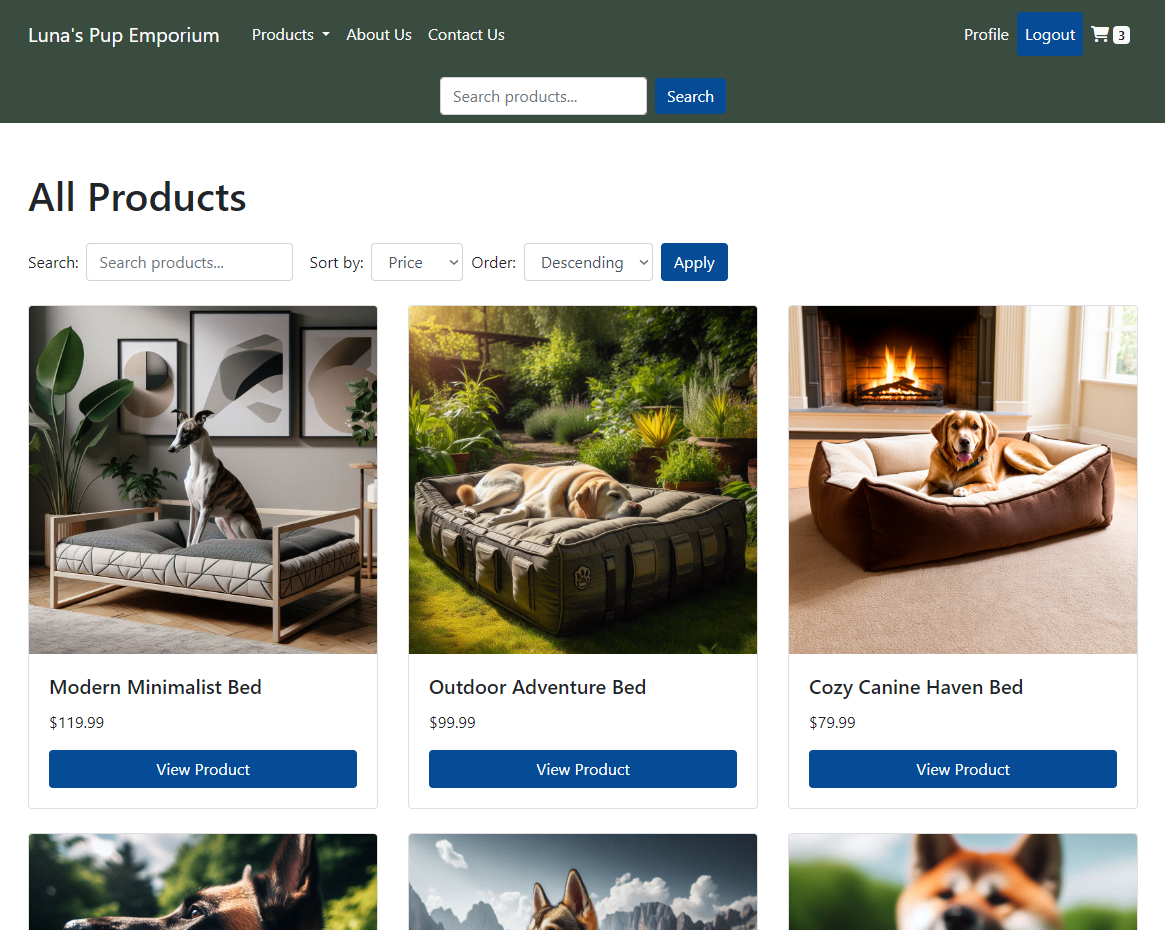 Luna's Pup Emporium Products About Us Contact Us Profile Logout 3
Search products... Search
All Products
Search: Search products... Sort by: Price Order: Descending Apply
Modern Minimalist Bed
$119.99
View Product
Outdoor Adventure Bed
$99.99
View Product
Cozy Canine Haven Bed
$79.99
View Product